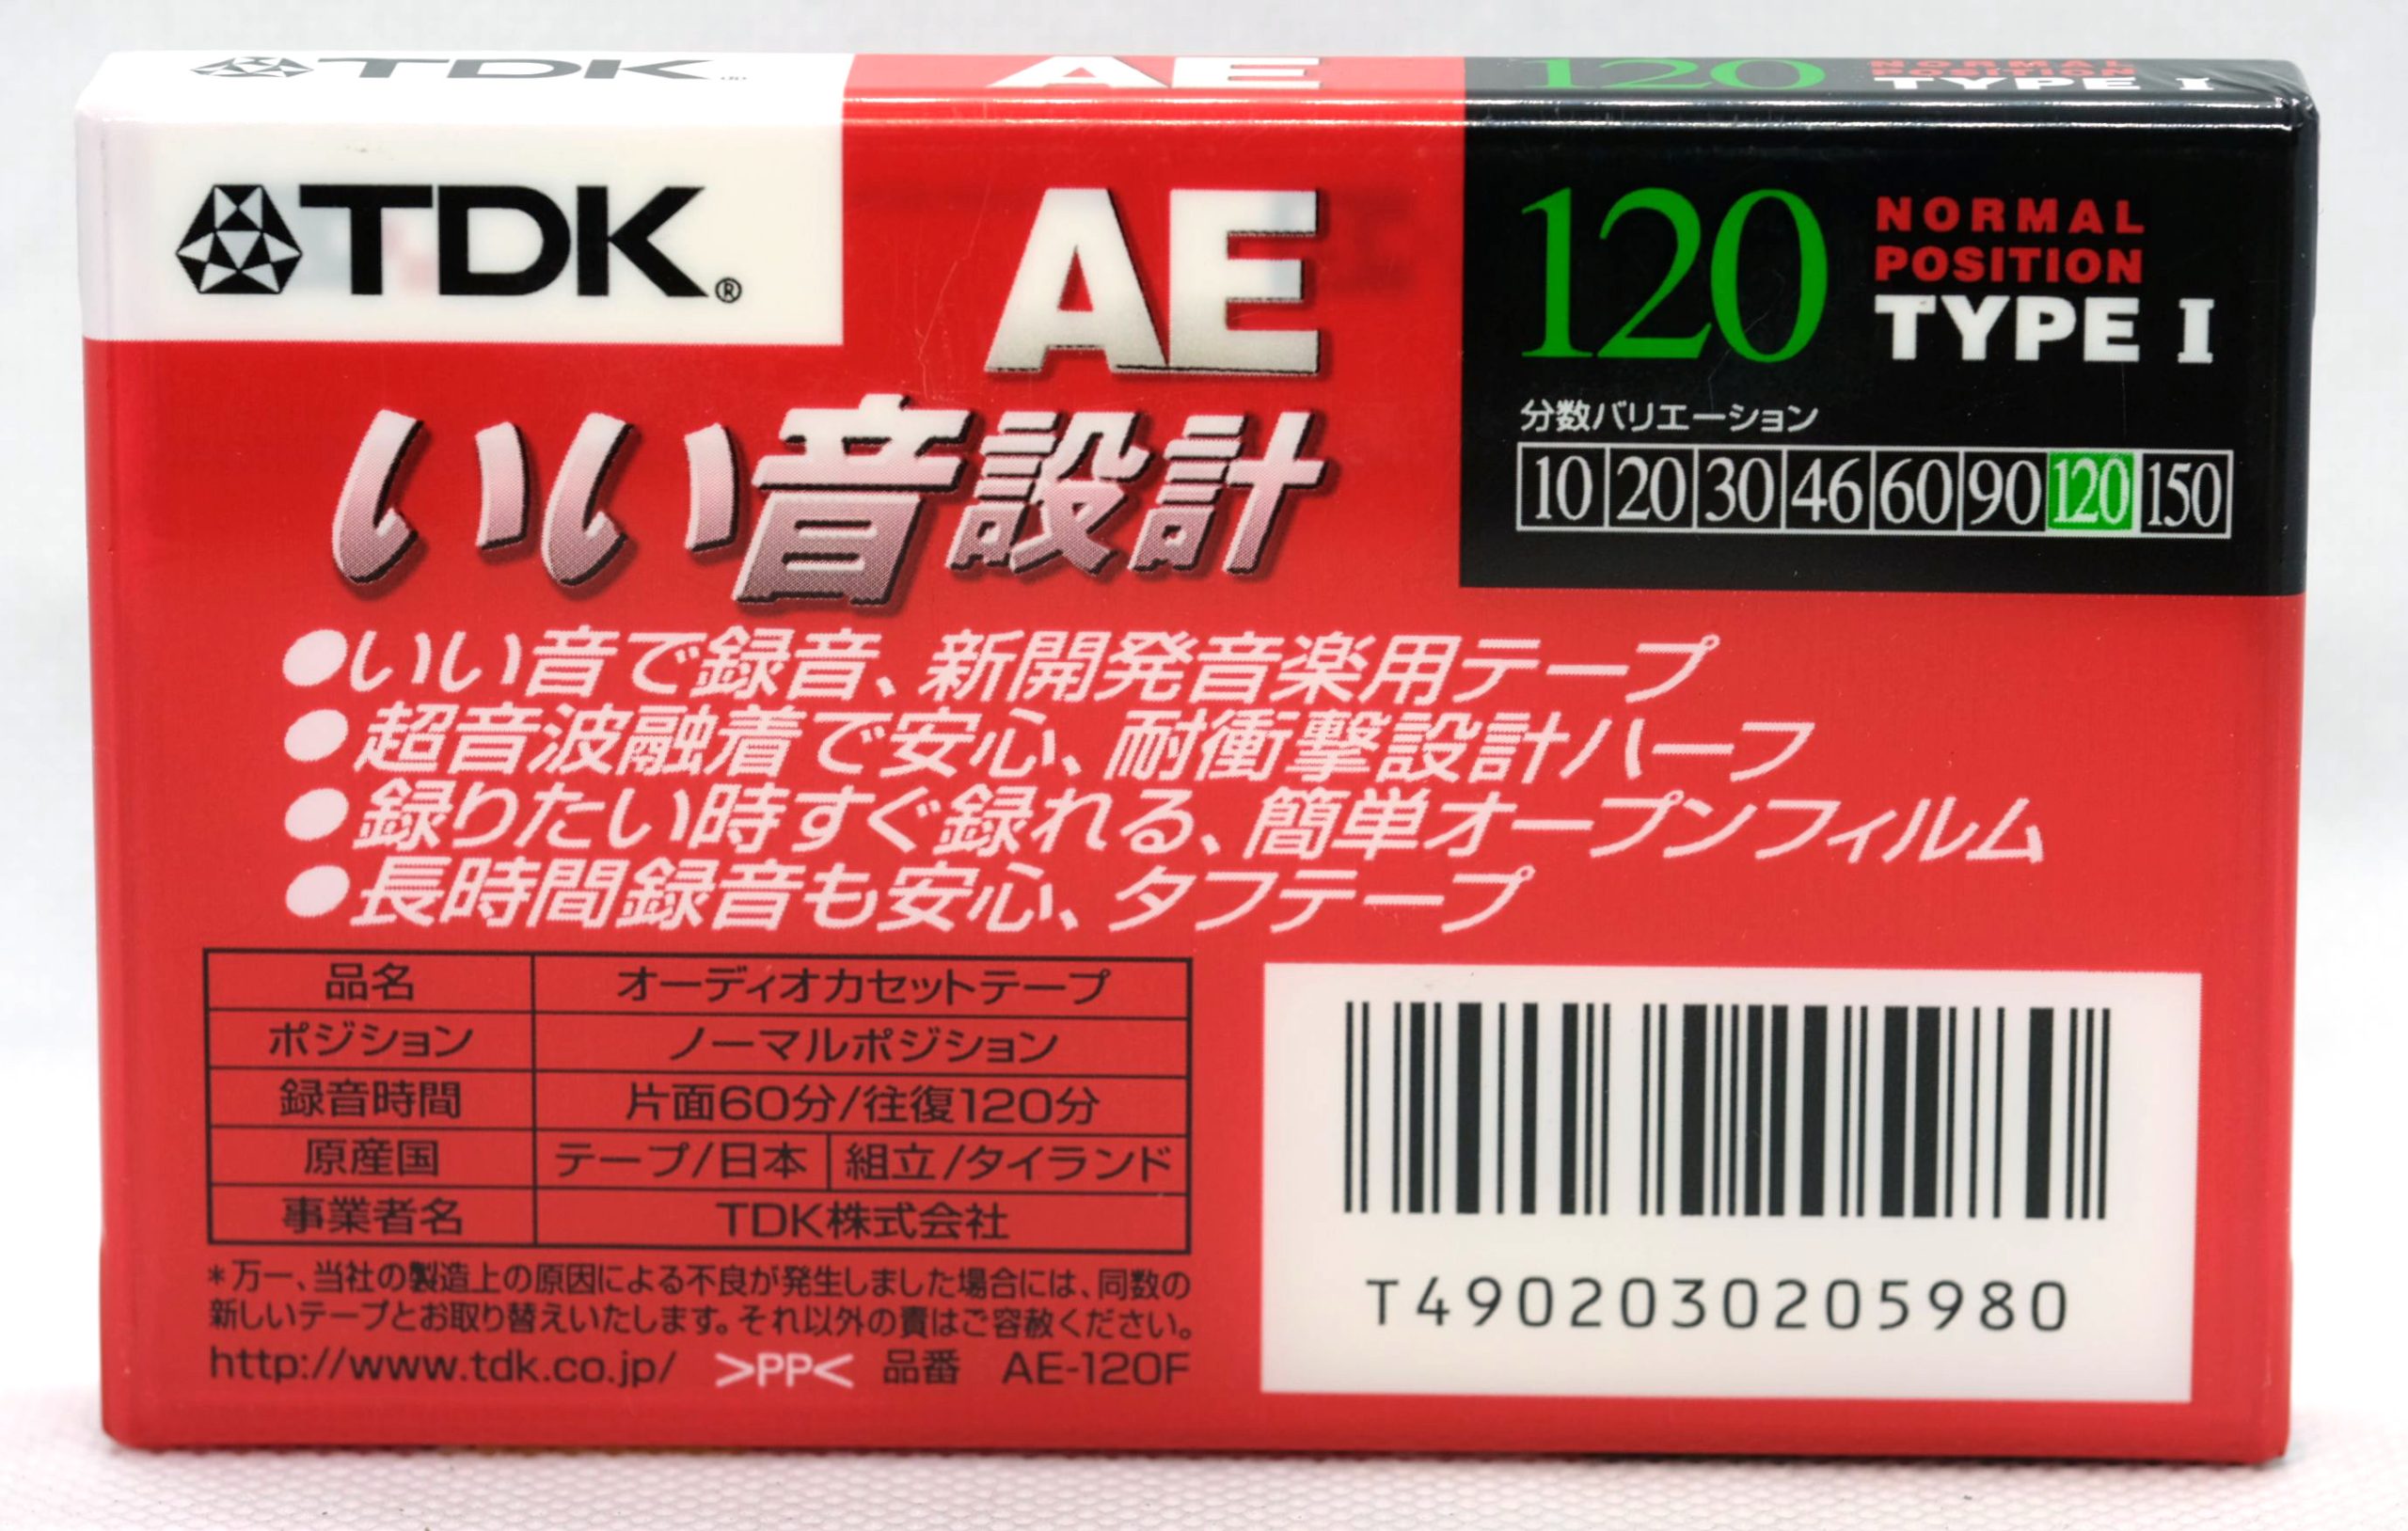 TDK®
AE
120
NORMAL
POSITION
TYPE I
TDK®
AE
120
NORMAL
POSITION
TYPE I
分数バリエーション
10 20 30 46 60 90 120 150
いい音設計
●いい音で録音、新開発音楽用テープ
●超音波融着で安心、耐衝撃設計ハーフ
●録りたい時すぐ録れる、簡単オープンフィルム
●長時間録音も安心、タフテープ
品名 オーディオカセットテープ
ポジション ノーマルポジション
録音時間 片面60分/往復120分
原産国 テープ/日本 組立/タイランド
事業者名 TDK株式会社
*万一、当社の製造上の原因による不良が発生しました場合には、同数の
新しいテープとお取り替えいたします。それ以外の責はご容赦ください。
http://www.tdk.co.jp/ >PP< 品番 AE-120F
T4902030205980